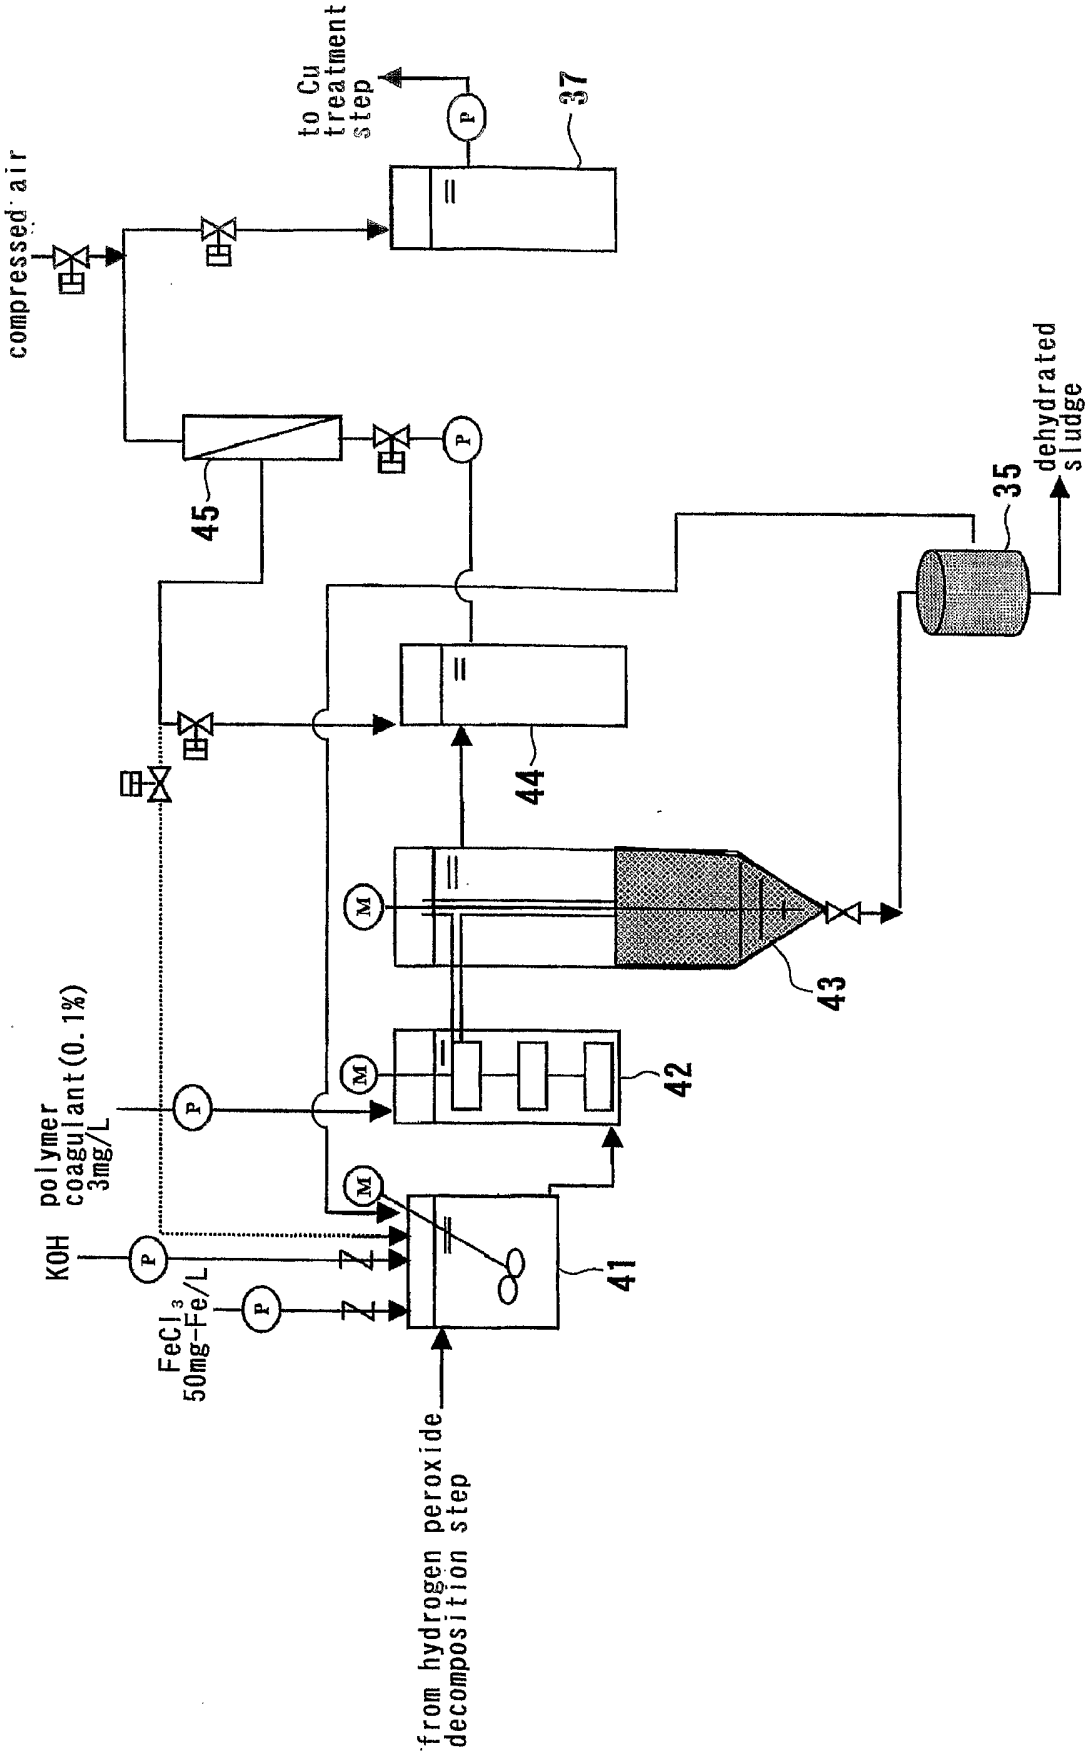 compressed air
to Cu
treatment
step
P
37
45
P
polymer
coagulant(0.1%)
3mg/L
P
KOH
P
FeCl3
50mg-Fe/L
P
M
M
M
from hydrogen peroxide
decomposition step
41
42
43
44
35
dehydrated
sludge